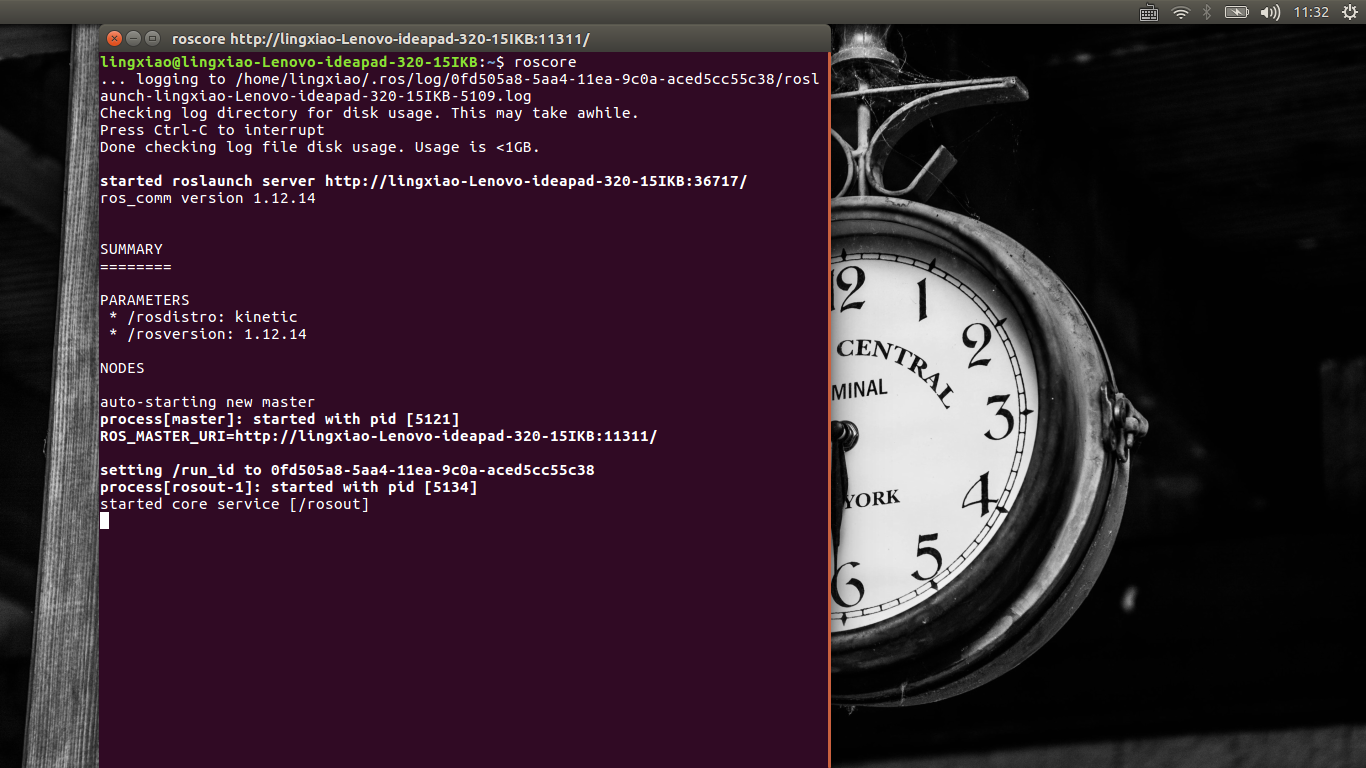 11:32
roscore http://lingxiao-Lenovo-ideapad-320-15IKB:11311/
lingxiao@lingxiao-Lenovo-ideapad-320-15IKB:~$ roscore
... logging to /home/lingxiao/.ros/log/0fd505a8-5aa4-11ea-9c0a-aced5cc55c38/rosl
aunch-lingxiao-Lenovo-ideapad-320-15IKB-5109.log
Checking log directory for disk usage. This may take awhile.
Press Ctrl-C to interrupt
Done checking log file disk usage. Usage is <1GB.
started roslaunch server http://lingxiao-Lenovo-ideapad-320-15IKB:36717/
ros_comm version 1.12.14
SUMMARY
========
PARAMETERS
 * /rosdistro: kinetic
 * /rosversion: 1.12.14
NODES
auto-starting new master
process[master]: started with pid [5121]
ROS_MASTER_URI=http://lingxiao-Lenovo-ideapad-320-15IKB:11311/
setting /run_id to 0fd505a8-5aa4-11ea-9c0a-aced5cc55c38
process[rosout-1]: started with pid [5134]
started core service [/rosout]
12
1
2
3
4
5
6
CENTRAL
MINAL
YORK